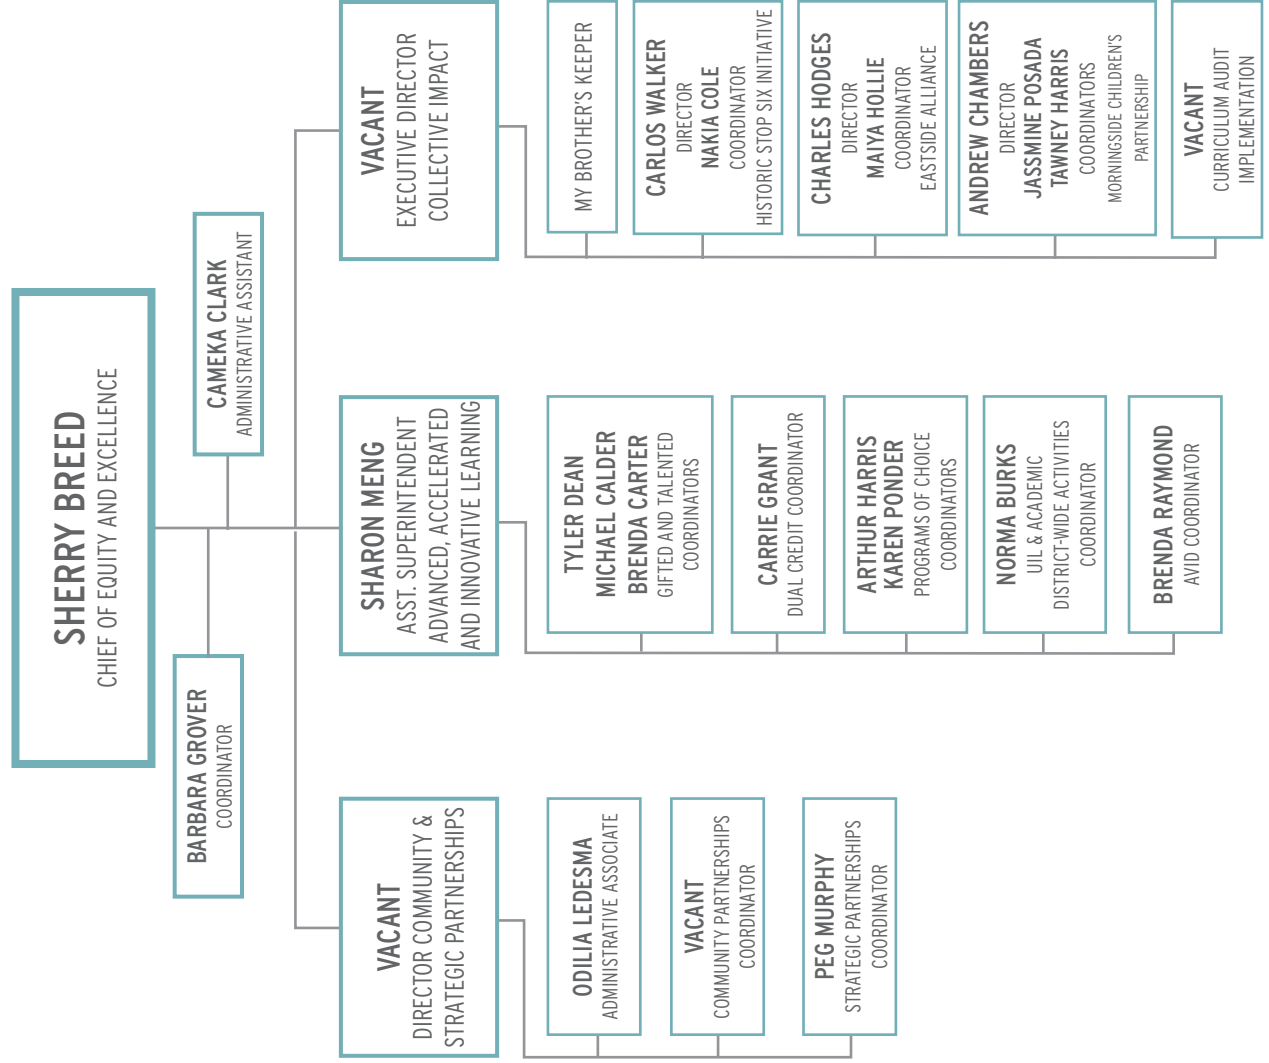 SHERRY BREED
CHIEF OF EQUITY AND EXCELLENCE
BARBARA GROVER
COORDINATOR
CAMEKA CLARK
ADMINISTRATIVE ASSISTANT
VACANT
DIRECTOR COMMUNITY &
STRATEGIC PARTNERSHIPS
ODILIA LEDESMA
ADMINISTRATIVE ASSOCIATE
VACANT
COMMUNITY PARTNERSHIPS
COORDINATOR
PEG MURPHY
STRATEGIC PARTNERSHIPS
COORDINATOR
SHARON MENG
ASST. SUPERINTENDENT
ADVANCED, ACCELERATED
AND INNOVATIVE LEARNING
TYLER DEAN
MICHAEL CALDER
BRENDA CARTER
GIFTED AND TALENTED
COORDINATORS
CARRIE GRANT
DUAL CREDIT COORDINATOR
ARTHUR HARRIS
KAREN PONDER
PROGRAMS OF CHOICE
COORDINATORS
NORMA BURKS
UIL & ACADEMIC
DISTRICT-WIDE ACTIVITIES
COORDINATOR
BRENDA RAYMOND
AVID COORDINATOR
VACANT
EXECUTIVE DIRECTOR
COLLECTIVE IMPACT
MY BROTHER'S KEEPER
CARLOS WALKER
DIRECTOR
NAKIA COLE
COORDINATOR
HISTORIC STOP SIX INITIATIVE
CHARLES HODGES
DIRECTOR
MAIYA HOLLIE
COORDINATOR
EASTSIDE ALLIANCE
ANDREW CHAMBERS
DIRECTOR
JASSMINE POSADA
TAWNEY HARRIS
COORDINATORS
MORNINGSIDE CHILDREN'S
PARTNERSHIP
VACANT
CURRICULUM AUDIT
IMPLEMENTATION